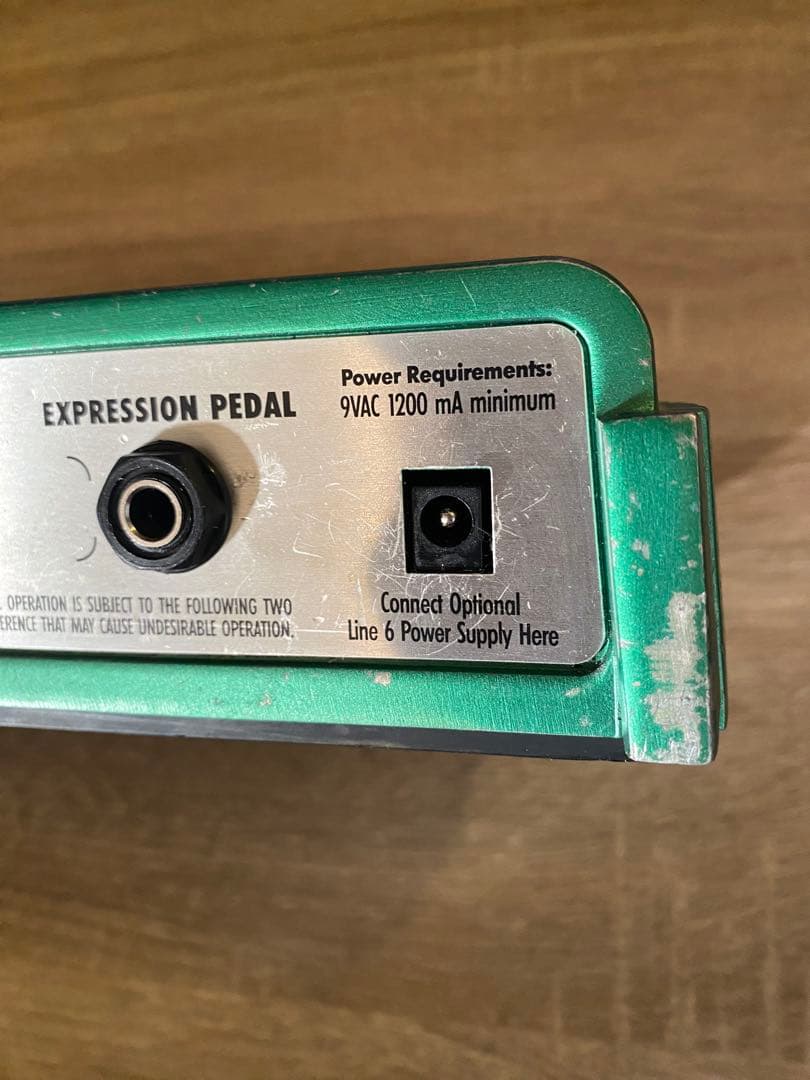 EXPRESSION PEDAL
Power Requirements:
9VAC 1200 mA minimum
OPERATION IS SUBJECT TO THE FOLLOWING TWO
THAT MAY CAUSE UNDESIRABLE OPERATION.
Connect Optional
Line 6 Power Supply Here